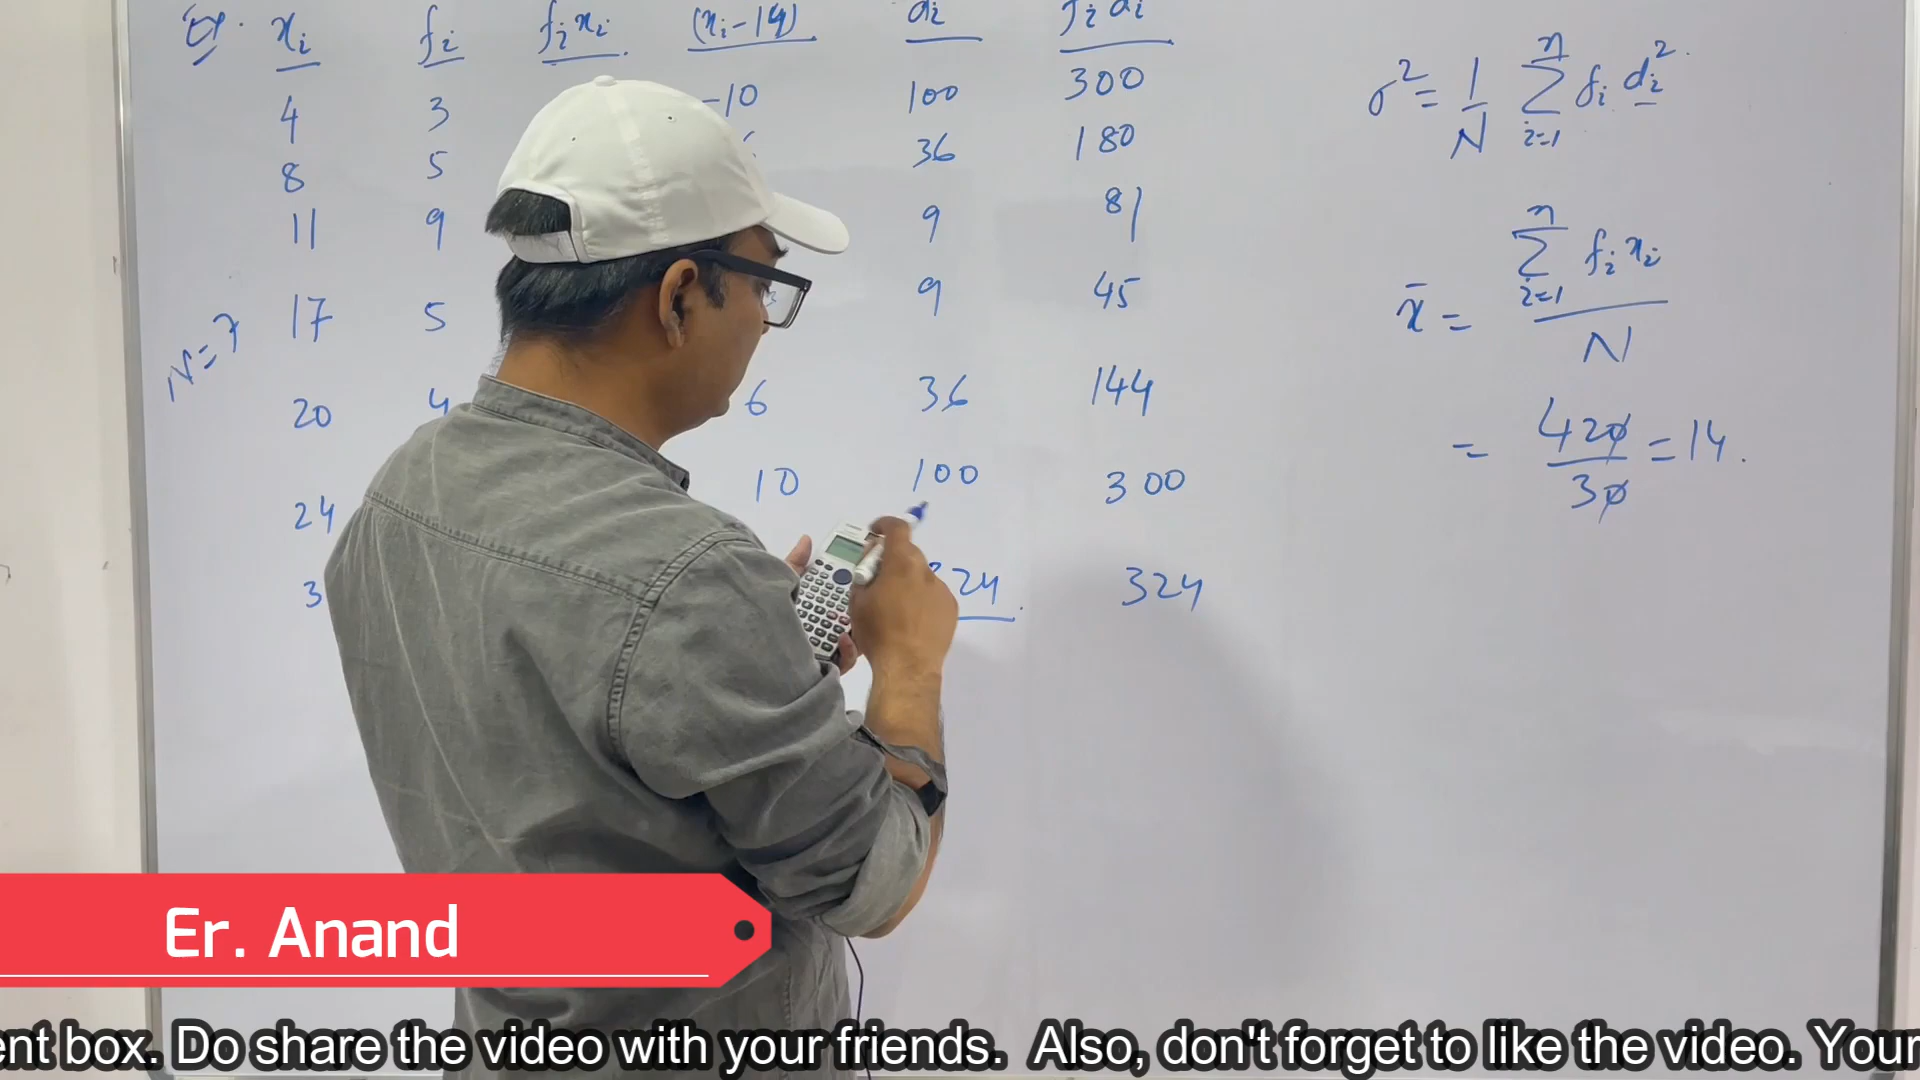 Ex. xi fi fixi (xi-14) di fi di
4 3 -10 100 300
8 5 36 180
11 9 9 81
17 5 9 45
20 4 6 36 144
24 10 100 300
3 324 324
N=7
σ² = 1/N n∑i=1 fi di²
x̄ = n∑i=1 fi xi / N
= 420/30 = 14.
Er. Anand
ent box. Do share the video with your friends. Also, don't forget to like the video. Your